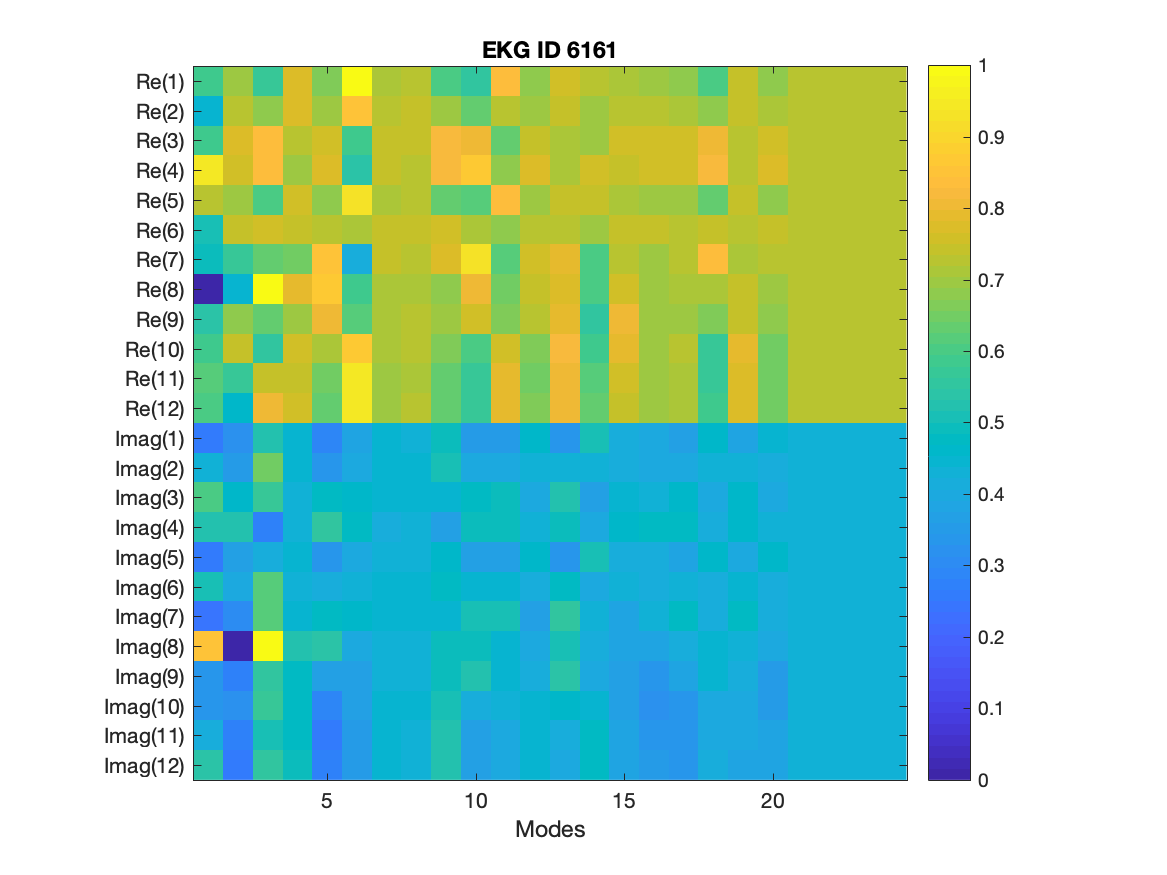 EKG ID 6161
Re(1)
Re(2)
Re(3)
Re(4)
Re(5)
Re(6)
Re(7)
Re(8)
Re(9)
Re(10)
Re(11)
Re(12)
Imag(1)
Imag(2)
Imag(3)
Imag(4)
Imag(5)
Imag(6)
Imag(7)
Imag(8)
Imag(9)
Imag(10)
Imag(11)
Imag(12)
5 10 15 20
Modes
1
0.9
0.8
0.7
0.6
0.5
0.4
0.3
0.2
0.1
0